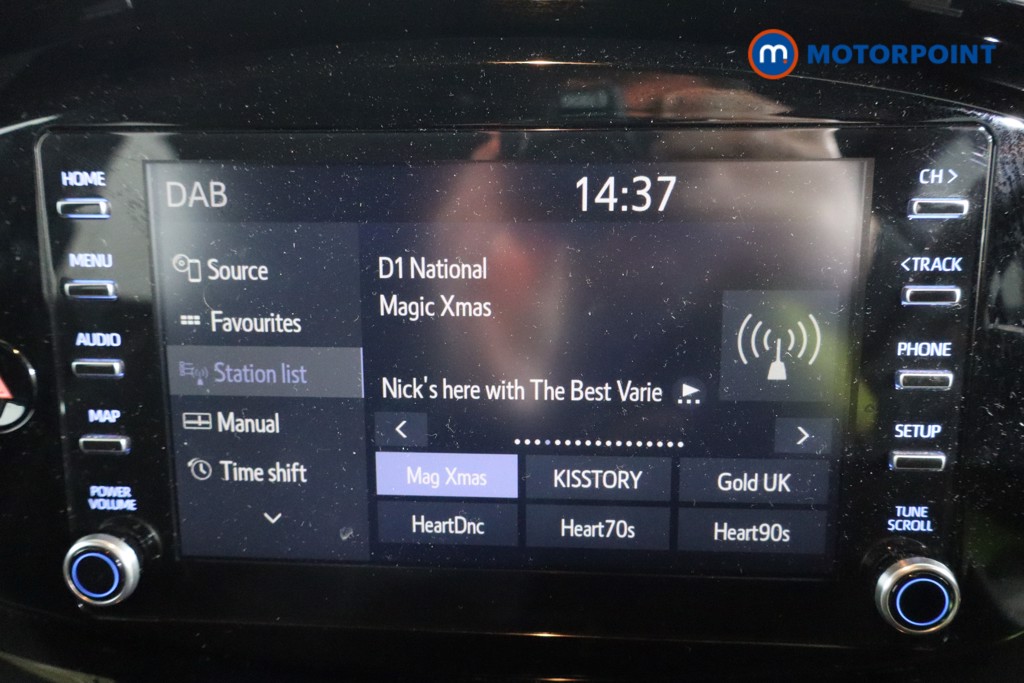 m MOTORPOINT
HOME
MENU
AUDIO
MAP
POWER
VOLUME
DAB
14:37
Source
Favourites
Station list
Manual
Time shift
D1 National
Magic Xmas
Nick's here with The Best Varie
Mag Xmas
KISSTORY
Gold UK
HeartDnc
Heart70s
Heart90s
CH >
<TRACK
PHONE
SETUP
TUNE
SCROLL